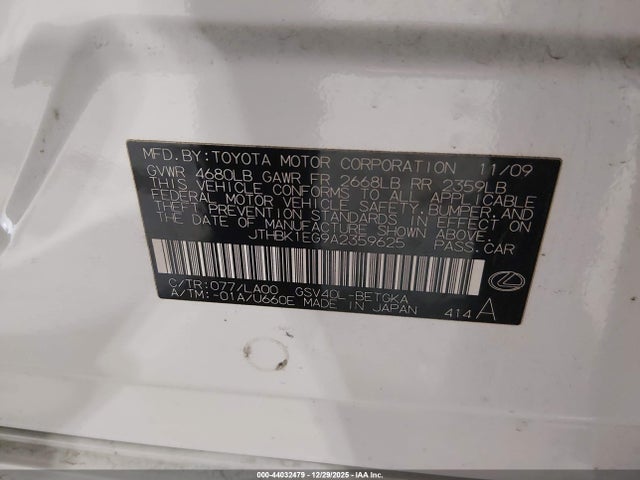 MFD.BY:TOYOTA MOTOR CORPORATION 11/09
GVWR 4680LB GAWR FR 2668LB RR 2359LB
THIS VEHICLE CONFORMS TO ALL APPLICABLE
FEDERAL MOTOR VEHICLE SAFETY,BUMPER,AND
THEFT PREVENTION STANDARDS IN EFFECT ON
THE DATE OF MANUFACTURE SHOWN ABOVE.
JTHBK1EG9A2359625 PASS.CAR
C/TR:077/LA00 GSV40L-BETGKA
A/TM:-01A/U660E MADE IN JAPAN 414 A
000-44032479 | 12/29/2025 - IAA, Inc.